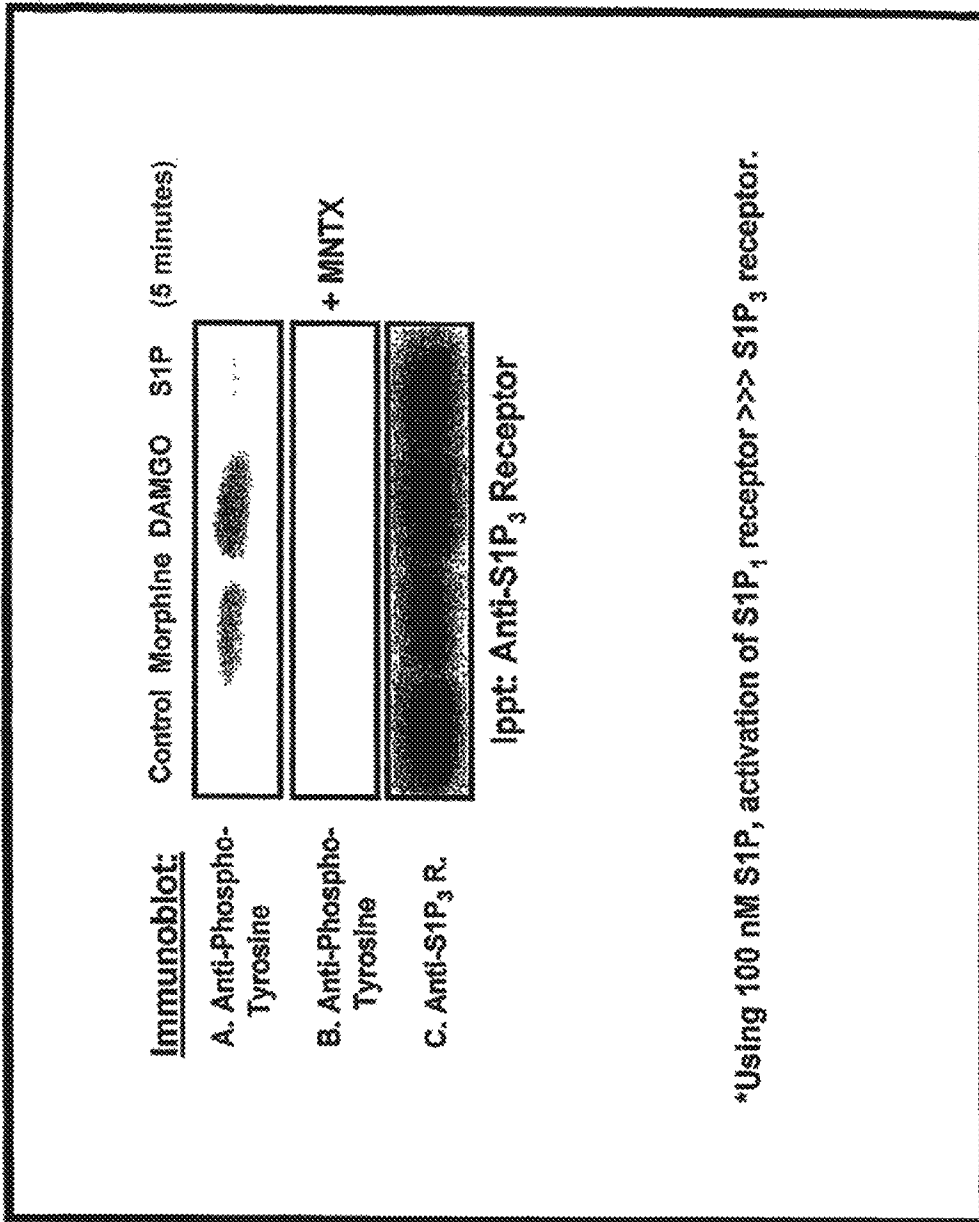 Immunoblot:
Control Morphine DAMGO S1P (5 minutes)
A. Anti-Phospho-
Tyrosine
B. Anti-Phospho-
Tyrosine
+ MNTX
C. Anti-S1P₃ R.
Ippt: Anti-S1P₃ Receptor
*Using 100 nM S1P, activation of S1P₁ receptor >>> S1P₃ receptor.